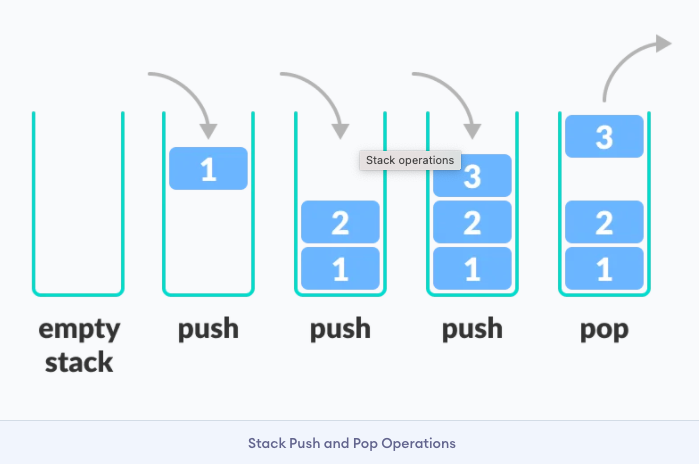 1
2
1
Stack operations
3
2
1
3
2
1
empty
stack
push
push
push
pop
Stack Push and Pop Operations